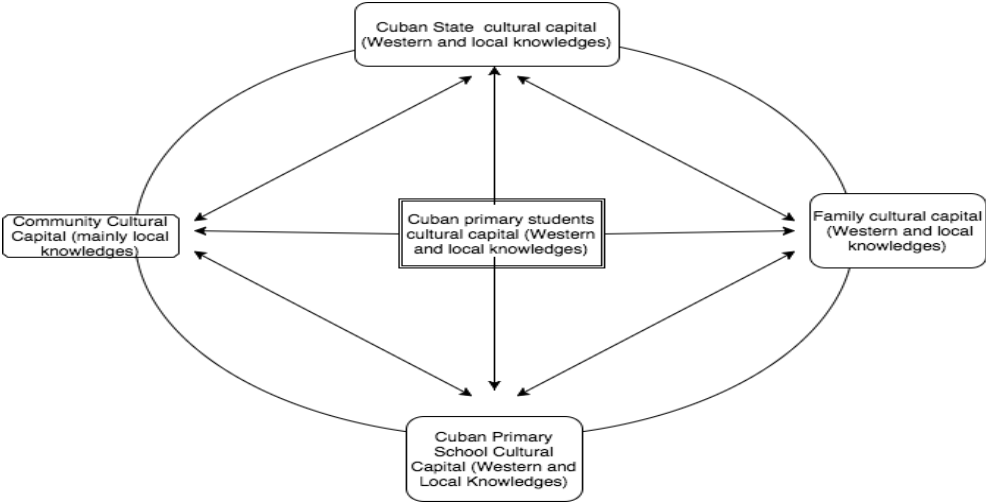 Cuban State cultural capital
(Western and local knowledges)
Community Cultural
Capital (mainly local
knowledges)
Cuban primary students
cultural capital (Western
and local knowledges)
Family cultural capital
(Western and local
knowledges)
Cuban Primary
School Cultural
Capital (Western and
Local Knowledges)